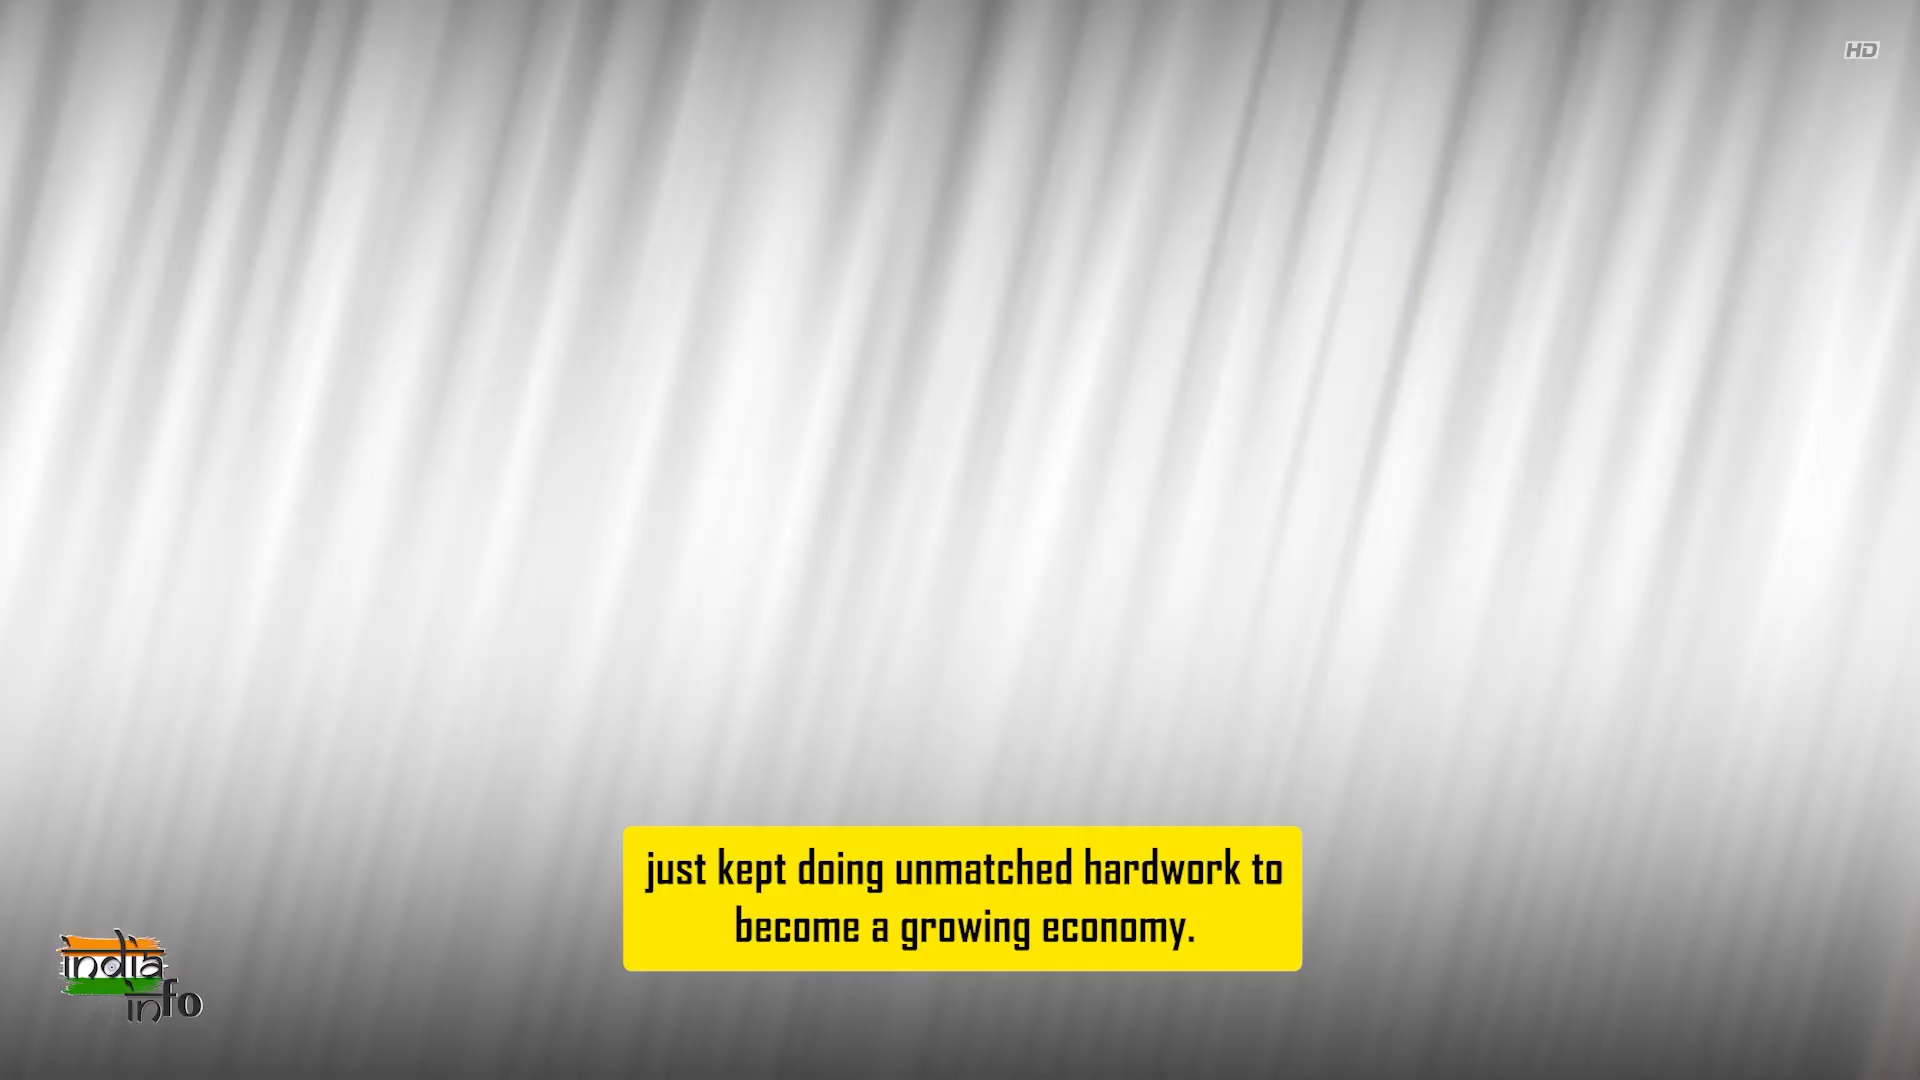 HD
just kept doing unmatched hardwork to
become a growing economy.
india
info